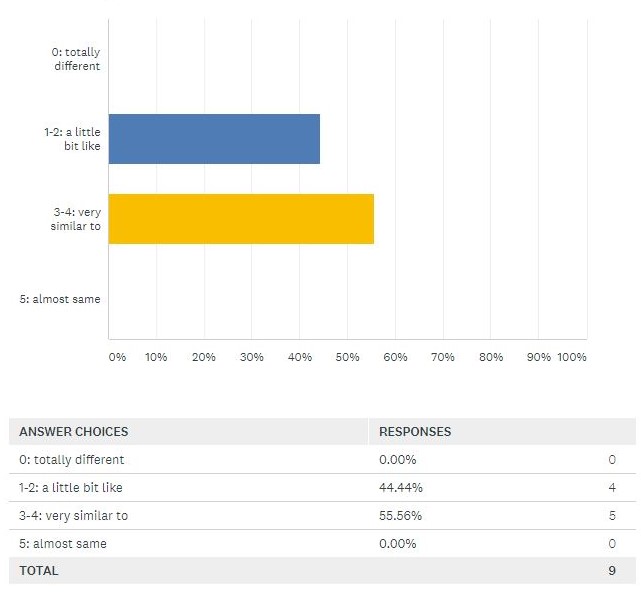 0: totally
different
1-2: a little
bit like
3-4: very
similar to
5: almost same
0% 10% 20% 30% 40% 50% 60% 70% 80% 90% 100%
ANSWER CHOICES RESPONSES
0: totally different 0.00% 0
1-2: a little bit like 44.44% 4
3-4: very similar to 55.56% 5
5: almost same 0.00% 0
TOTAL 9